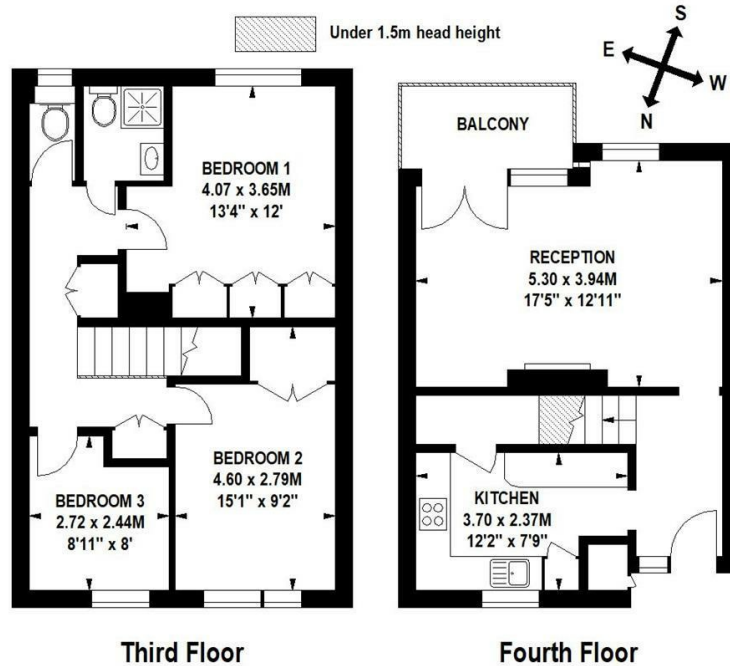 Under 1.5m head height
S
E
W
N
BALCONY
BEDROOM 1
4.07 x 3.65M
13'4" x 12'
RECEPTION
5.30 x 3.94M
17'5" x 12'11"
BEDROOM 2
4.60 x 2.79M
15'1" x 9'2"
BEDROOM 3
2.72 x 2.44M
8'11" x 8'
KITCHEN
3.70 x 2.37M
12'2" x 7'9"
Third Floor
Fourth Floor